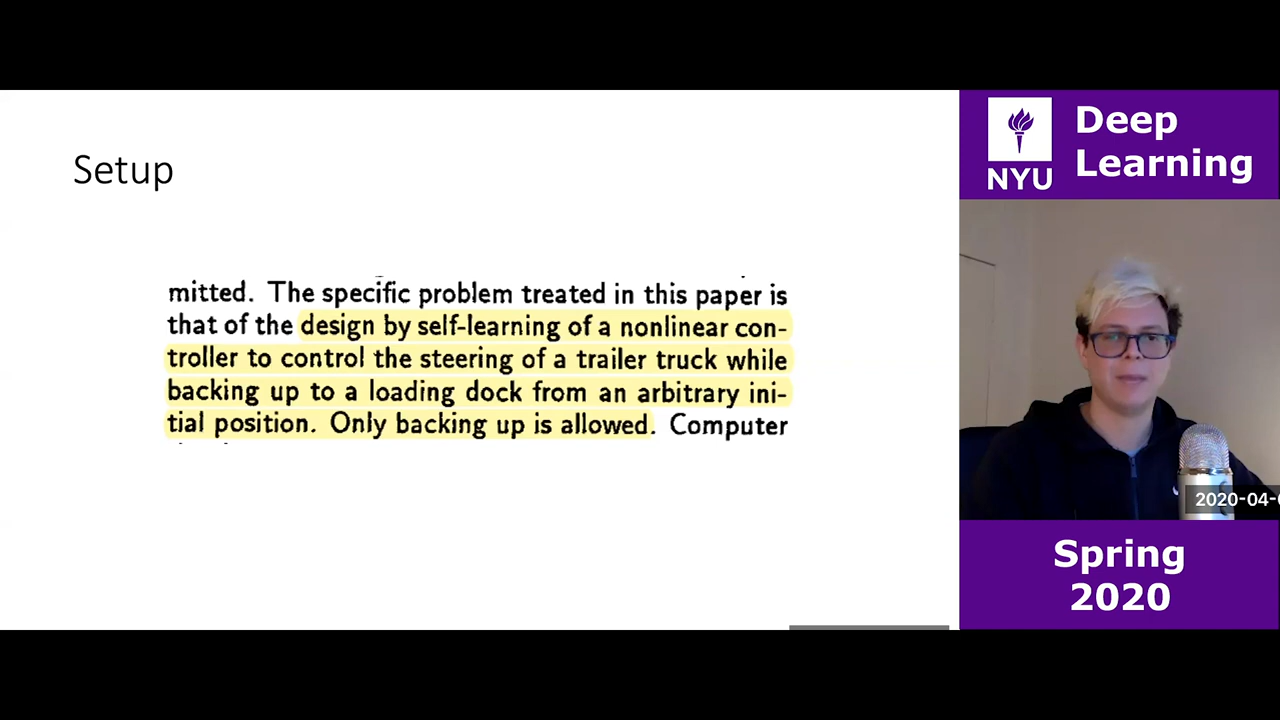 Setup
mitted. The specific problem treated in this paper is
that of the design by self-learning of a nonlinear con-
troller to control the steering of a trailer truck while
backing up to a loading dock from an arbitrary ini-
tial position. Only backing up is allowed. Computer
NYU
Deep
Learning
2020-04-
Spring
2020